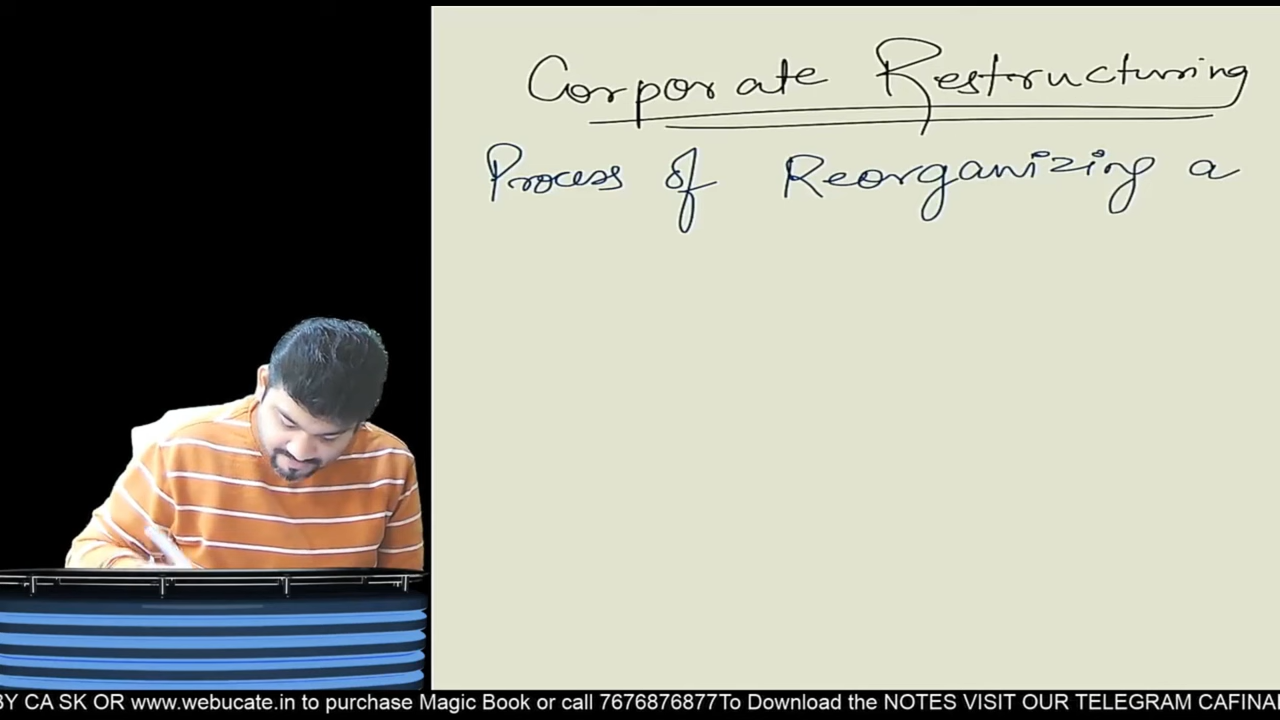 Corporate Restructuring
Process of Reorganizing a
BY CA SK OR www.webucate.in to purchase Magic Book or call 7676876877To Download the NOTES VISIT OUR TELEGRAM CAFINA